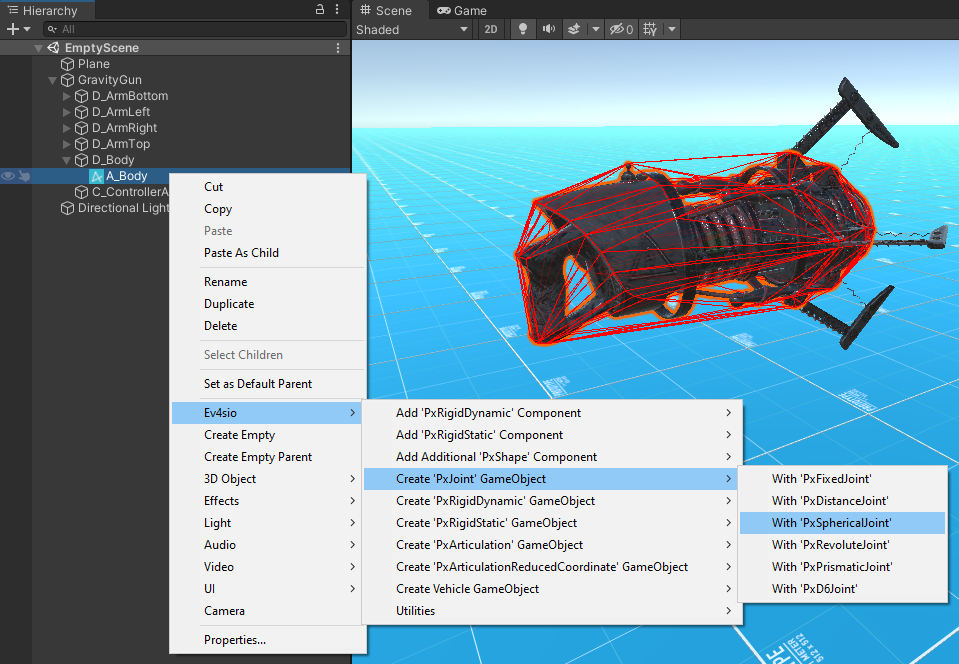 Hierarchy
Scene
Game
All
Shaded
2D
0
EmptyScene
Plane
GravityGun
D_ArmBottom
D_ArmLeft
D_ArmRight
D_ArmTop
D_Body
A_Body
C_ControllerA
Directional Light
Cut
Copy
Paste
Paste As Child
Rename
Duplicate
Delete
Select Children
Set as Default Parent
Ev4sio
Create Empty
Create Empty Parent
3D Object
Effects
Light
Audio
Video
UI
Camera
Properties...
Add 'PxRigidDynamic' Component
Add 'PxRigidStatic' Component
Add Additional 'PxShape' Component
Create 'PxJoint' GameObject
Create 'PxRigidDynamic' GameObject
Create 'PxRigidStatic' GameObject
Create 'PxArticulation' GameObject
Create 'PxArticulationReducedCoordinate' GameObject
Create Vehicle GameObject
Utilities
With 'PxFixedJoint'
With 'PxDistanceJoint'
With 'PxSphericalJoint'
With 'PxRevoluteJoint'
With 'PxPrismaticJoint'
With 'PxD6Joint'
METER
512 X 512